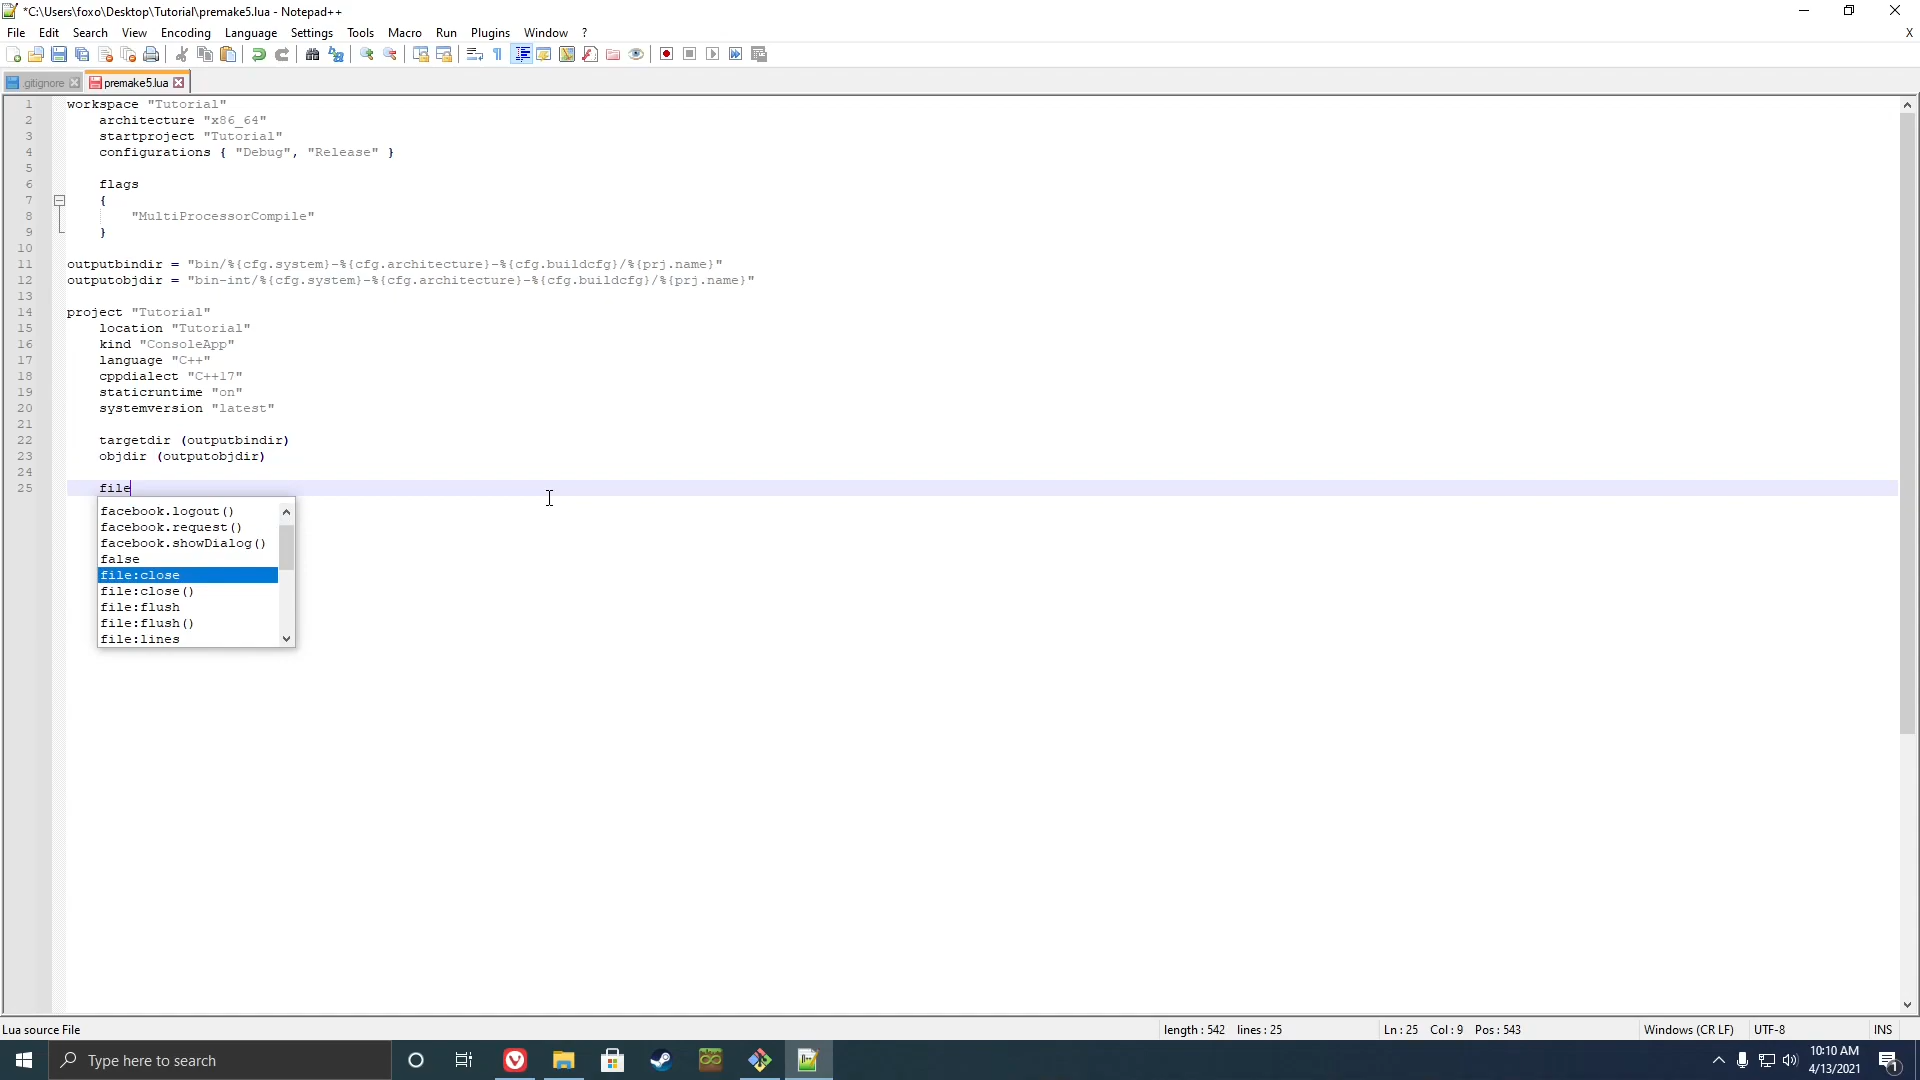 *C:\Users\foxo\Desktop\Tutorial\premake5.lua - Notepad++
File Edit Search View Encoding Language Settings Tools Macro Run Plugins Window ? X
.gitignore premake5.lua
1 workspace "Tutorial"
2 architecture "x86_64"
3 startproject "Tutorial"
4 configurations { "Debug", "Release" }
5
6 flags
7 {
8 "MultiProcessorCompile"
9 }
10
11 outputbindir = "bin/%{cfg.system}-%{cfg.architecture}-%{cfg.buildcfg}/%{prj.name}"
12 outputobjdir = "bin-int/%{cfg.system}-%{cfg.architecture}-%{cfg.buildcfg}/%{prj.name}"
13
14 project "Tutorial"
15 location "Tutorial"
16 kind "ConsoleApp"
17 language "C++"
18 cppdialect "C++17"
19 staticruntime "on"
20 systemversion "latest"
21
22 targetdir (outputbindir)
23 objdir (outputobjdir)
24
25 file
facebook.logout()
facebook.request()
facebook.showDialog()
false
file:close
file:close()
file:flush
file:flush()
file:lines
Lua source File length : 542 lines : 25 Ln : 25 Col : 9 Pos : 543 Windows (CR LF) UTF-8 INS
Type here to search
10:10 AM
4/13/2021
1